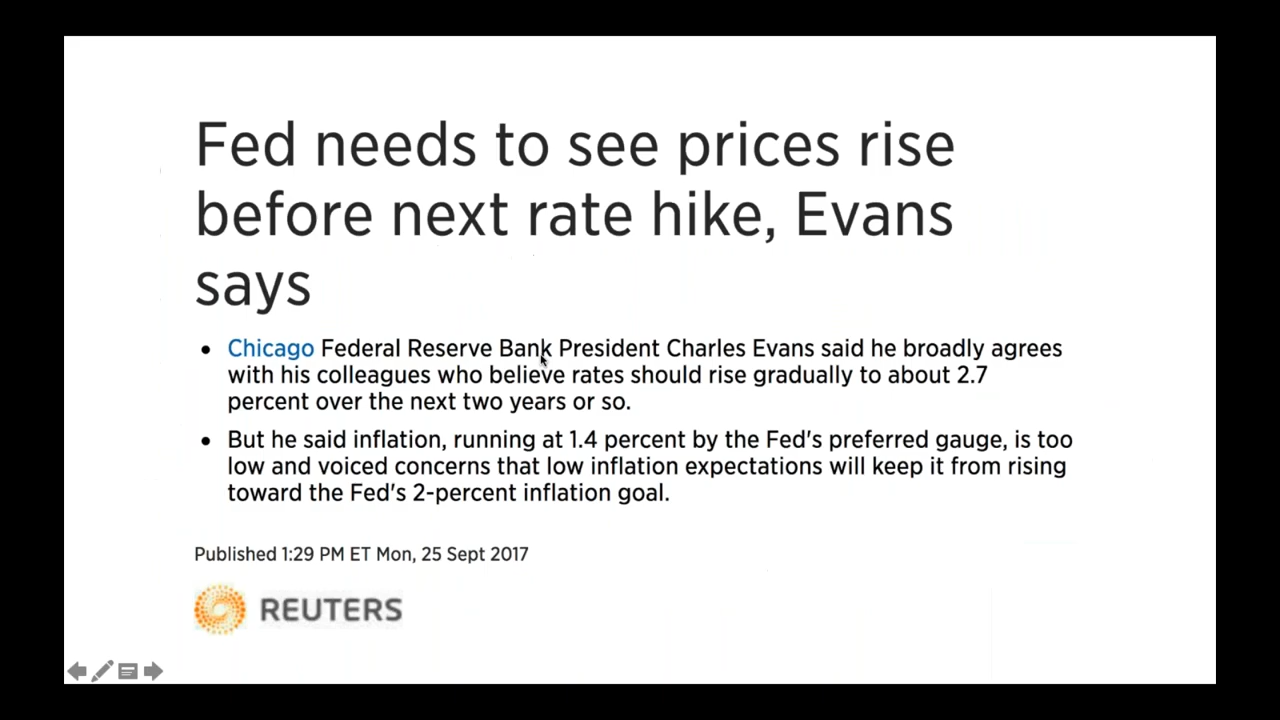 Fed needs to see prices rise
before next rate hike, Evans
says
• Chicago Federal Reserve Bank President Charles Evans said he broadly agrees
with his colleagues who believe rates should rise gradually to about 2.7
percent over the next two years or so.
• But he said inflation, running at 1.4 percent by the Fed's preferred gauge, is too
low and voiced concerns that low inflation expectations will keep it from rising
toward the Fed's 2-percent inflation goal.
Published 1:29 PM ET Mon, 25 Sept 2017
REUTERS